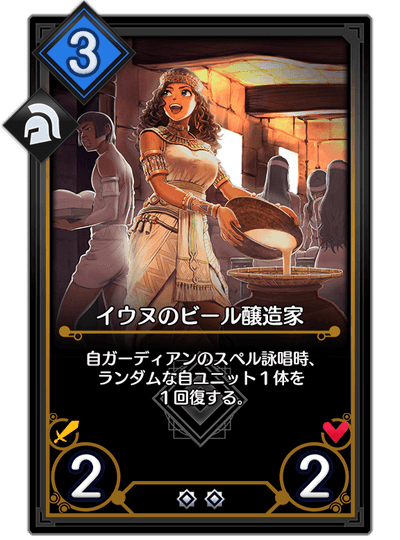 3
イウヌのビール醸造家
自ガーディアンのスペル詠唱時、
ランダムな自ユニット1体を
1回復する。
2
2